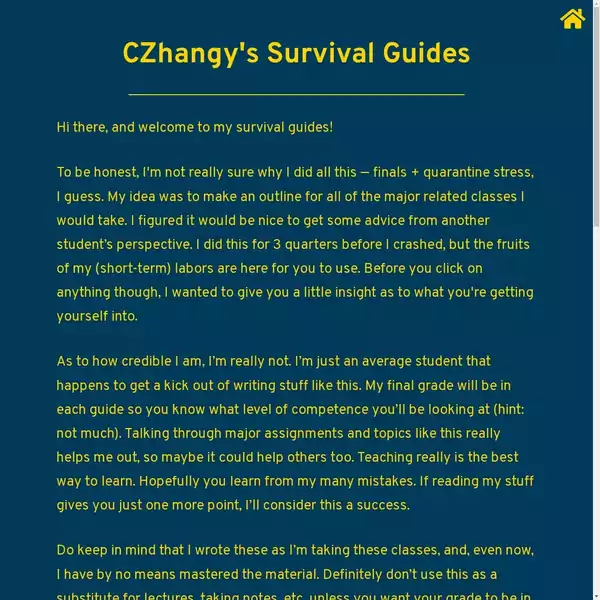 CZhangy's Survival Guides
Hi there, and welcome to my survival guides!
To be honest, I'm not really sure why I did all this — finals + quarantine stress,
I guess. My idea was to make an outline for all of the major related classes I
would take. I figured it would be nice to get some advice from another
student’s perspective. I did this for 3 quarters before I crashed, but the fruits
of my (short-term) labors are here for you to use. Before you click on
anything though, I wanted to give you a little insight as to what you're getting
yourself into.
As to how credible I am, I’m really not. I’m just an average student that
happens to get a kick out of writing stuff like this. My final grade will be in
each guide so you know what level of competence you’ll be looking at (hint:
not much). Talking through major assignments and topics like this really
helps me out, so maybe it could help others too. Teaching really is the best
way to learn. Hopefully you learn from my many mistakes. If reading my stuff
gives you just one more point, I’ll consider this a success.
Do keep in mind that I wrote these as I’m taking these classes, and, even now,
I have by no means mastered the material. Definitely don’t use this as a
substitute for lectures, taking notes, etc. unless you want your grade to be in